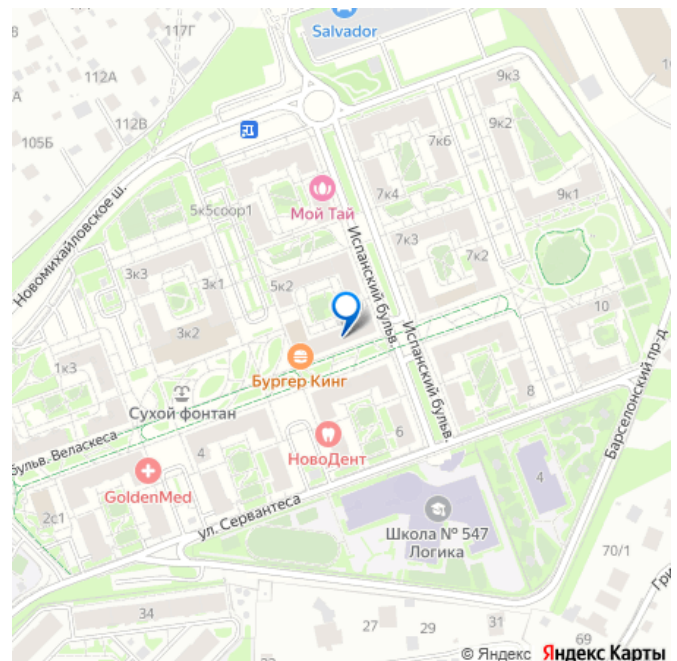 117Г
Salvador
112А
112В
105Б
9к3
7к6
9к2
7к4
9к1
5к5соор1
Мой Тай
Новомихайловское ш.
3к3
3к1
5к2
Испанский бульв.
7к3
7к2
3к2
Испанский бульв.
10
1к3
Бургер Кинг
Сухой фонтан
8
Барселонский пр-д
бульв. Веласкеса
4
НовоДент
6
GoldenMed
4
2с1
ул. Сервантеса
Школа № 547
Логика
70/1
34
27
29
31
69
© Яндекс Яндекс Карты